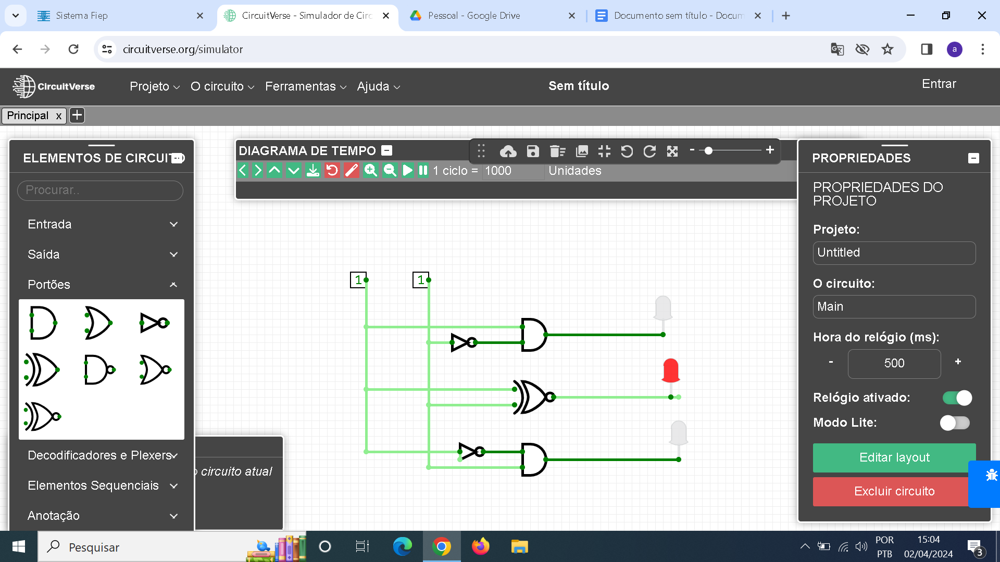 Sistema Fiep
CircuitVerse - Simulador de Circ
Pessoal - Google Drive
Documento sem título - Docum
circuitverse.org/simulator
a
CircuitVerse
Projeto
O circuito
Ferramentas
Ajuda
Sem título
Entrar
Principal x
ELEMENTOS DE CIRCUITO
Procurar..
Entrada
Saída
Portões
Decodificadores e Plexers
Elementos Sequenciais
Anotação
o circuito atual
DIAGRAMA DE TEMPO
1 ciclo = 1000 Unidades
1 1
PROPRIEDADES
PROPRIEDADES DO
PROJETO
Projeto:
Untitled
O circuito:
Main
Hora do relógio (ms):
- 500 +
Relógio ativado:
Modo Lite:
Editar layout
Excluir circuito
Pesquisar
POR
PTB
15:04
02/04/2024
3